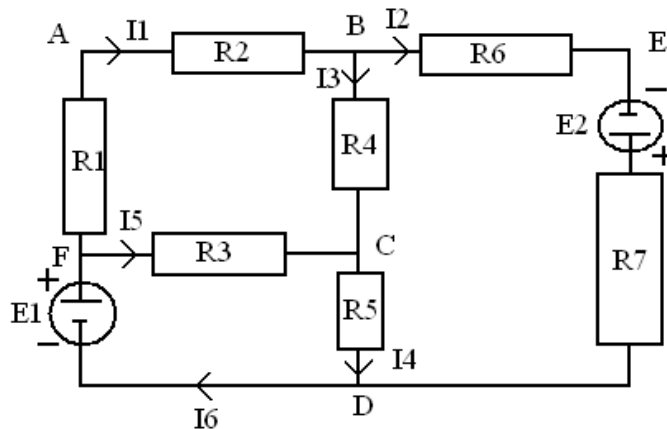 A I1 R2 B I2 R6 E
I3
R1 R4 E2 − +
F I5 R3 C R7
+ E1 − R5
I4
I6 D